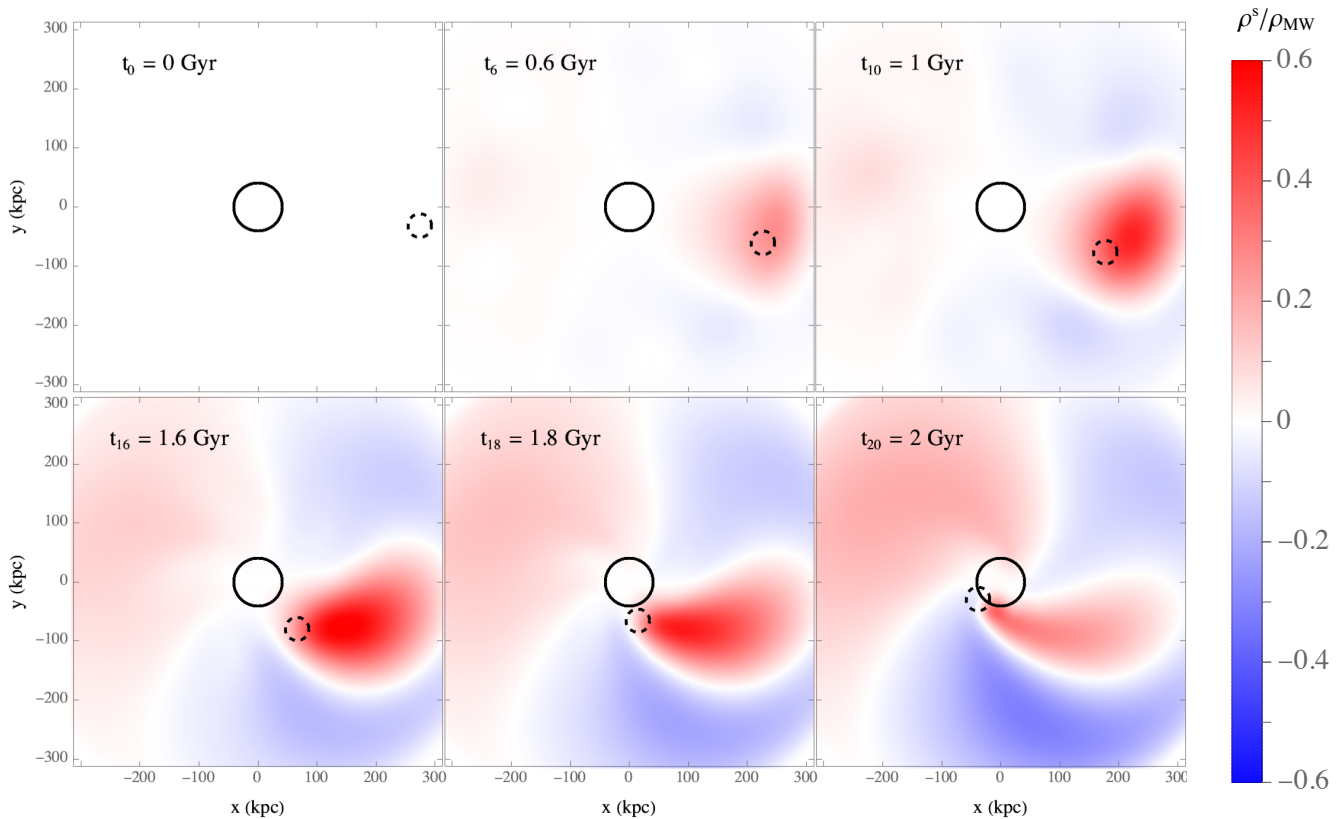 ρˢ/ρ_MW
t₀ = 0 Gyr
t₆ = 0.6 Gyr
t₁₀ = 1 Gyr
300
200
100
0
−100
−200
−300
y (kpc)
t₁₆ = 1.6 Gyr
t₁₈ = 1.8 Gyr
t₂₀ = 2 Gyr
300
200
100
0
−100
−200
−300
y (kpc)
−200 −100 0 100 200 300
−200 −100 0 100 200 300
−200 −100 0 100 200 300
x (kpc)
x (kpc)
x (kpc)
0.6
0.4
0.2
0
−0.2
−0.4
−0.6